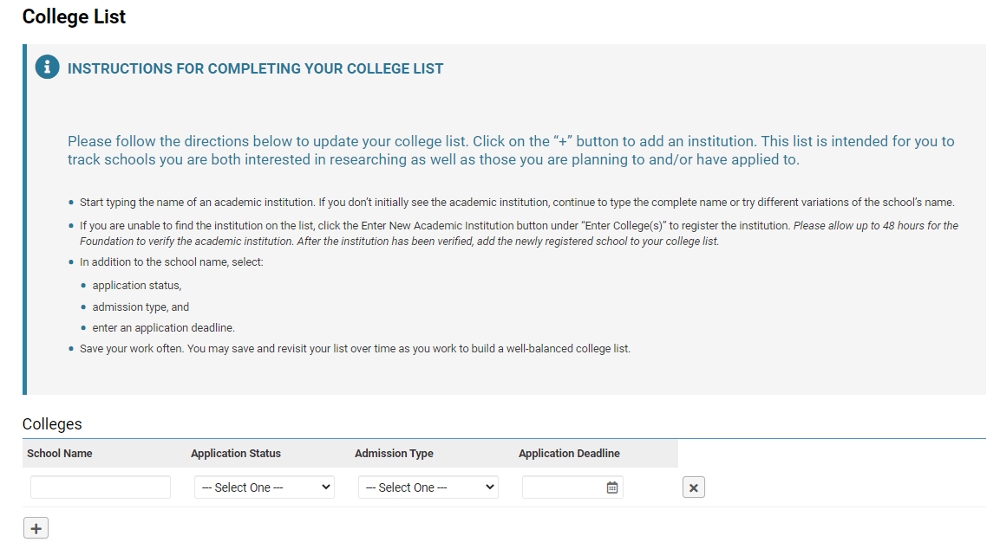 College List
INSTRUCTIONS FOR COMPLETING YOUR COLLEGE LIST
Please follow the directions below to update your college list. Click on the “+” button to add an institution. This list is intended for you to
track schools you are both interested in researching as well as those you are planning to and/or have applied to.
• Start typing the name of an academic institution. If you don’t initially see the academic institution, continue to type the complete name or try different variations of the school’s name.
• If you are unable to find the institution on the list, click the Enter New Academic Institution button under “Enter College(s)” to register the institution. Please allow up to 48 hours for the
Foundation to verify the academic institution. After the institution has been verified, add the newly registered school to your college list.
• In addition to the school name, select:
• application status,
• admission type, and
• enter an application deadline.
• Save your work often. You may save and revisit your list over time as you work to build a well-balanced college list.
Colleges
School Name Application Status Admission Type Application Deadline
--- Select One --- --- Select One ---